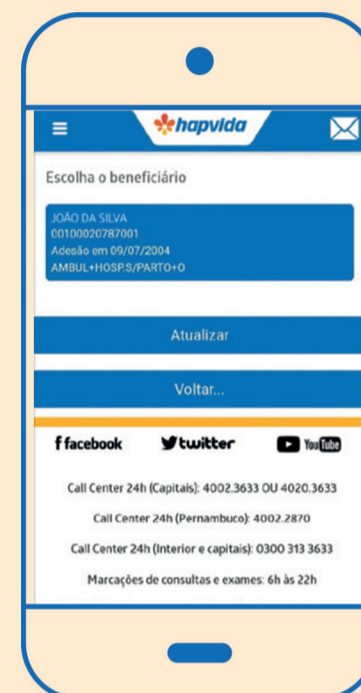 hapvida
Escolha o beneficiário
JOÃO DA SILVA
00100020787001
Adesão em 09/07/2004
AMBUL+HOSP.S/PARTO+O
Atualizar
Voltar...
facebook twitter YouTube
Call Center 24h (Capitais): 4002.3633 OU 4020.3633
Call Center 24h (Pernambuco): 4002.2870
Call Center 24h (Interior e capitais): 0300 313 3633
Marcações de consultas e exames: 6h às 22h